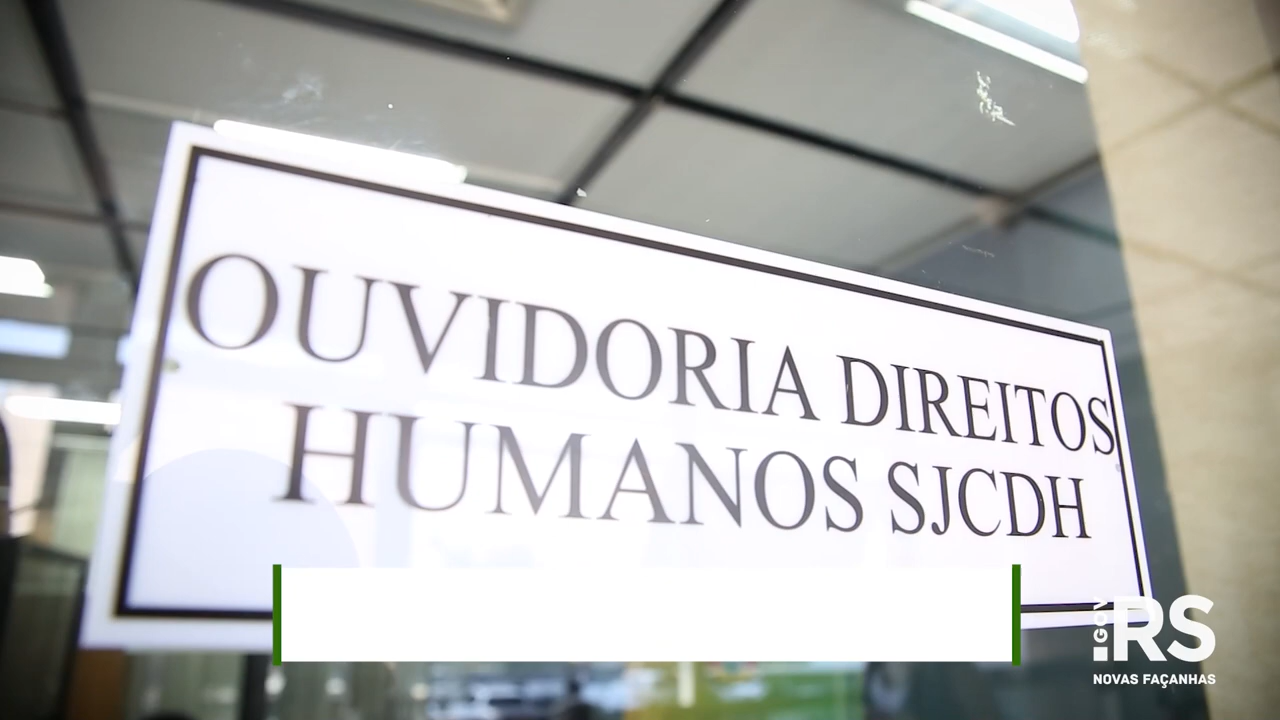 OUVIDORIA DIREITOS
HUMANOS SJCDH
GOV
RS
NOVAS FAÇANHAS